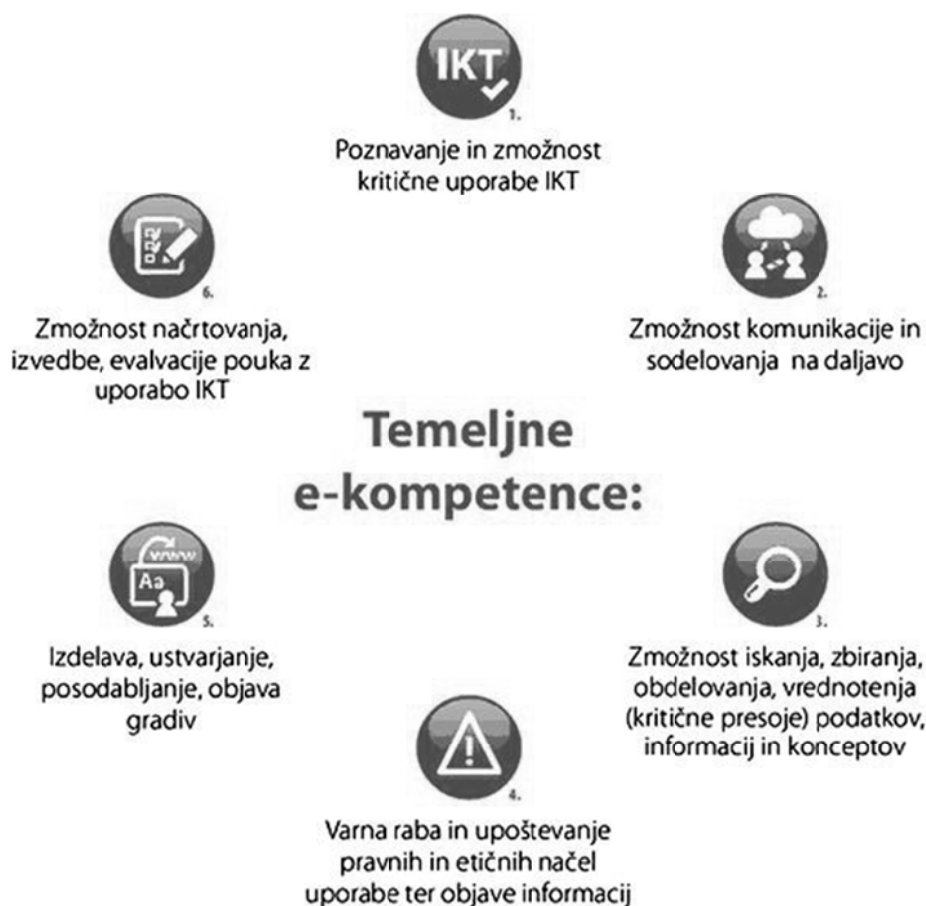 IKT
1.
Poznavanje in zmožnost
kritične uporabe IKT
2.
Zmožnost komunikacije in
sodelovanja na daljavo
Temeljne
e-kompetence:
3.
Zmožnost iskanja, zbiranja,
obdelovanja, vrednotenja
(kritične presoje) podatkov,
informacij in konceptov
4.
Varna raba in upoštevanje
pravnih in etičnih načel
uporabe ter objave informacij
www
Aa
5.
Izdelava, ustvarjanje,
posodabljanje, objava
gradiv
6.
Zmožnost načrtovanja,
izvedbe, evalvacije pouka z
uporabo IKT